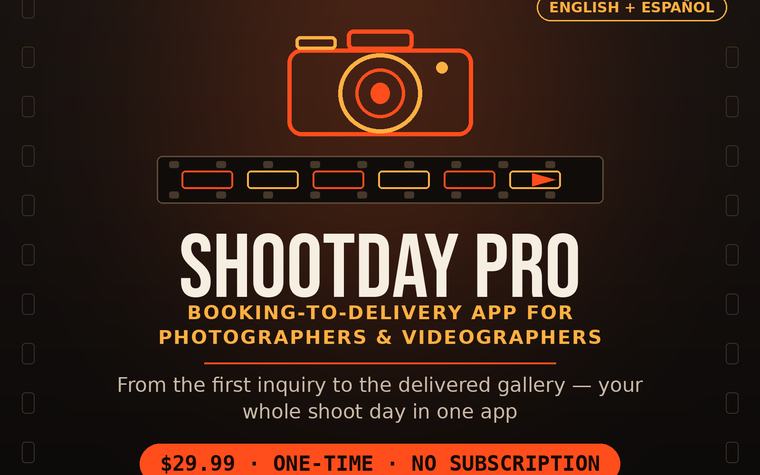 ENGLISH + ESPAÑOL
SHOOTDAY PRO
BOOKING-TO-DELIVERY APP FOR
PHOTOGRAPHERS & VIDEOGRAPHERS
From the first inquiry to the delivered gallery — your
whole shoot day in one app
$29.99 · ONE-TIME · NO SUBSCRIPTION